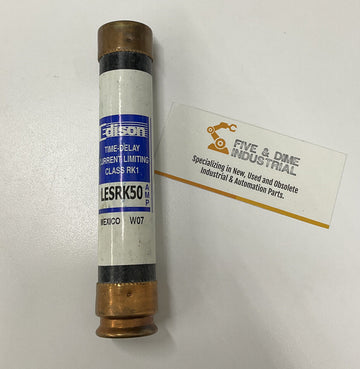 Edison
TIME-DELAY
CURRENT LIMITING
CLASS RK1
LESRK50
AMP
MEXICO W07
FIVE & DIME
INDUSTRIAL
Specializing in New, Used and Obsolete
Industrial & Automation Parts.